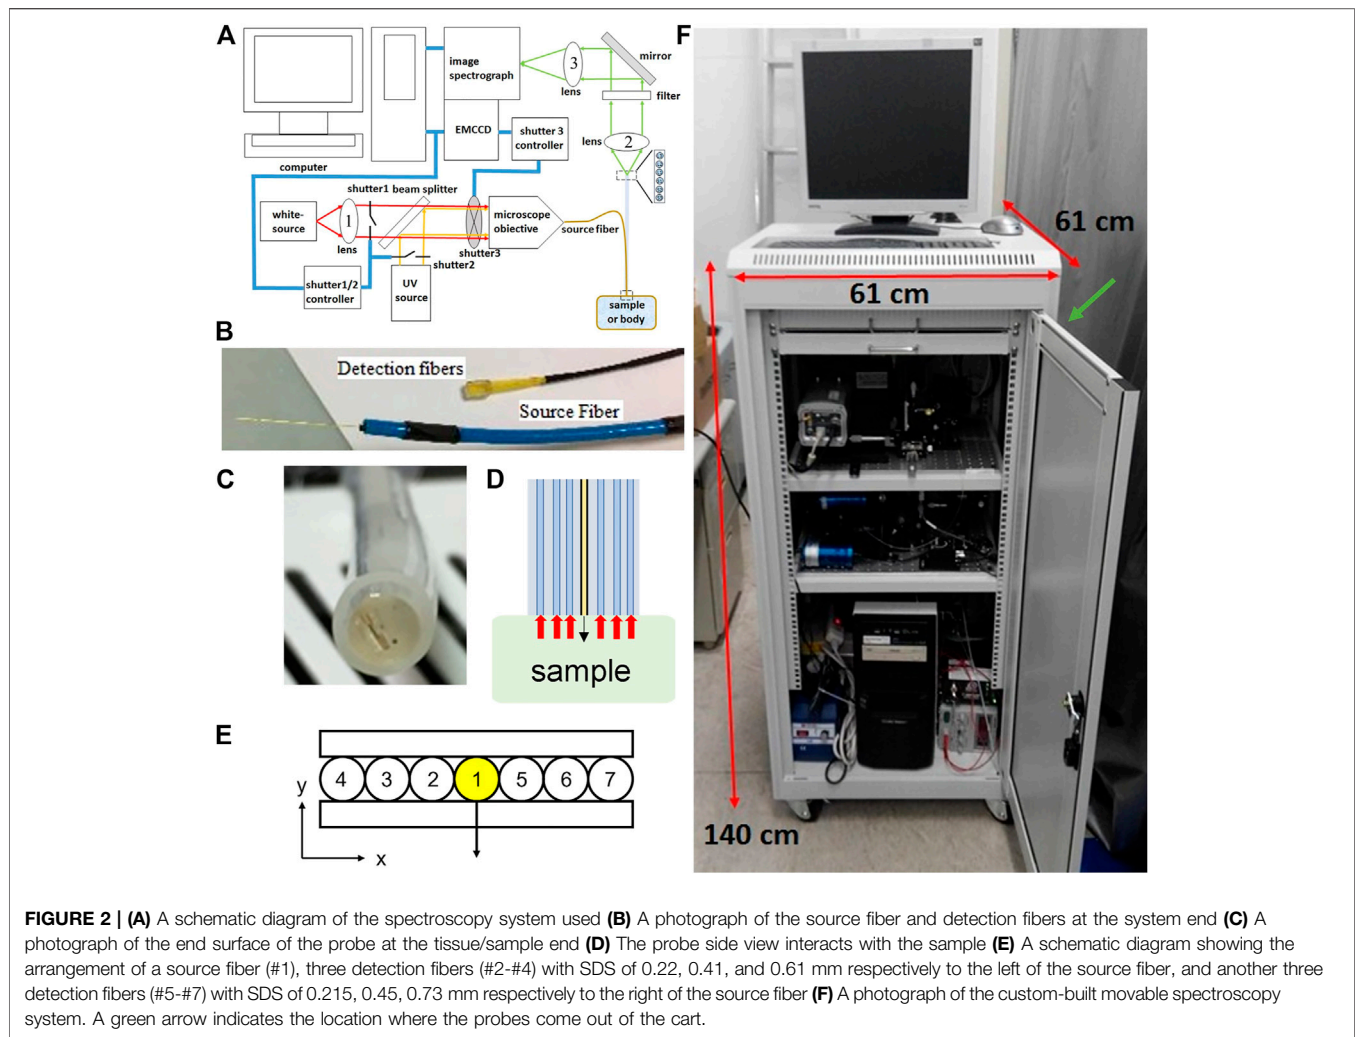 A
computer
image
spectrograph
EMCCD
shutter 3
controller
3
lens
mirror
filter
lens
2
shutter1
beam splitter
white-
source
1
lens
shutter3
shutter2
microscope
objective
source fiber
shutter1/2
controller
UV
source
sample
or body
B
Detection fibers
Source Fiber
C
D
sample
E
4 3 2 1 5 6 7
y
x
F
61 cm
61 cm
140 cm
FIGURE 2 | (A) A schematic diagram of the spectroscopy system used (B) A photograph of the source fiber and detection fibers at the system end (C) A
photograph of the end surface of the probe at the tissue/sample end (D) The probe side view interacts with the sample (E) A schematic diagram showing the
arrangement of a source fiber (#1), three detection fibers (#2-#4) with SDS of 0.22, 0.41, and 0.61 mm respectively to the left of the source fiber, and another three
detection fibers (#5-#7) with SDS of 0.215, 0.45, 0.73 mm respectively to the right of the source fiber (F) A photograph of the custom-built movable spectroscopy
system. A green arrow indicates the location where the probes come out of the cart.